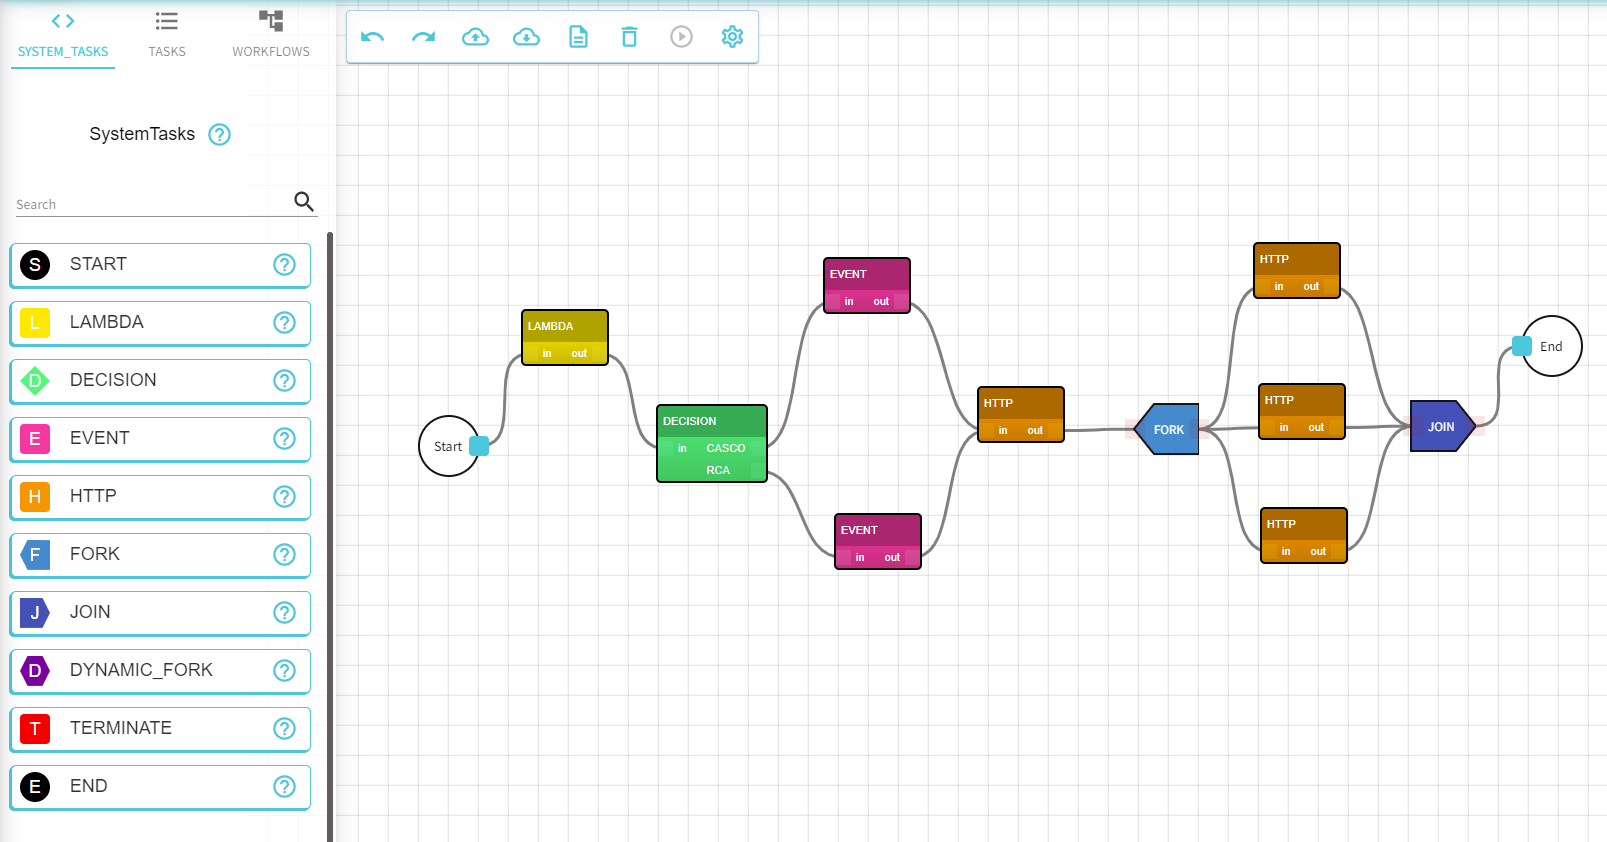 SYSTEM_TASKS
TASKS
WORKFLOWS
SystemTasks ?
Search
S START ?
L LAMBDA ?
D DECISION ?
E EVENT ?
H HTTP ?
F FORK ?
J JOIN ?
D DYNAMIC_FORK ?
T TERMINATE ?
E END ?
Start
LAMBDA
in out
DECISION
in CASCO
RCA
EVENT
in out
EVENT
in out
HTTP
in out
FORK
HTTP
in out
HTTP
in out
HTTP
in out
JOIN
End